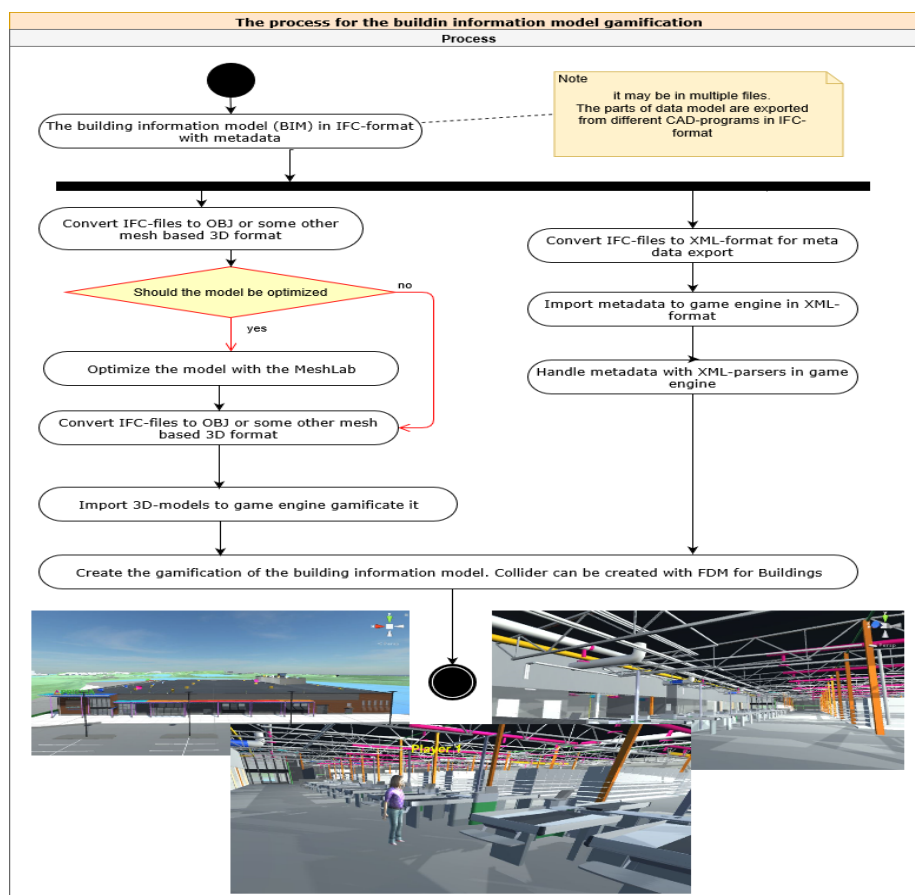 The process for the buildin information model gamification
Process
Note
it may be in multiple files.
The parts of data model are exported
from different CAD-programs in IFC-
format
The building information model (BIM) in IFC-format
with metadata
Convert IFC-files to OBJ or some other
mesh based 3D format
Convert IFC-files to XML-format for meta
data export
Should the model be optimized
no
yes
Import metadata to game engine in XML-
format
Optimize the model with the MeshLab
Handle metadata with XML-parsers in game
engine
Convert IFC-files to OBJ or some other mesh
based 3D format
Import 3D-models to game engine gamificate it
Create the gamification of the building information model. Collider can be created with FDM for Buildings
Player 1